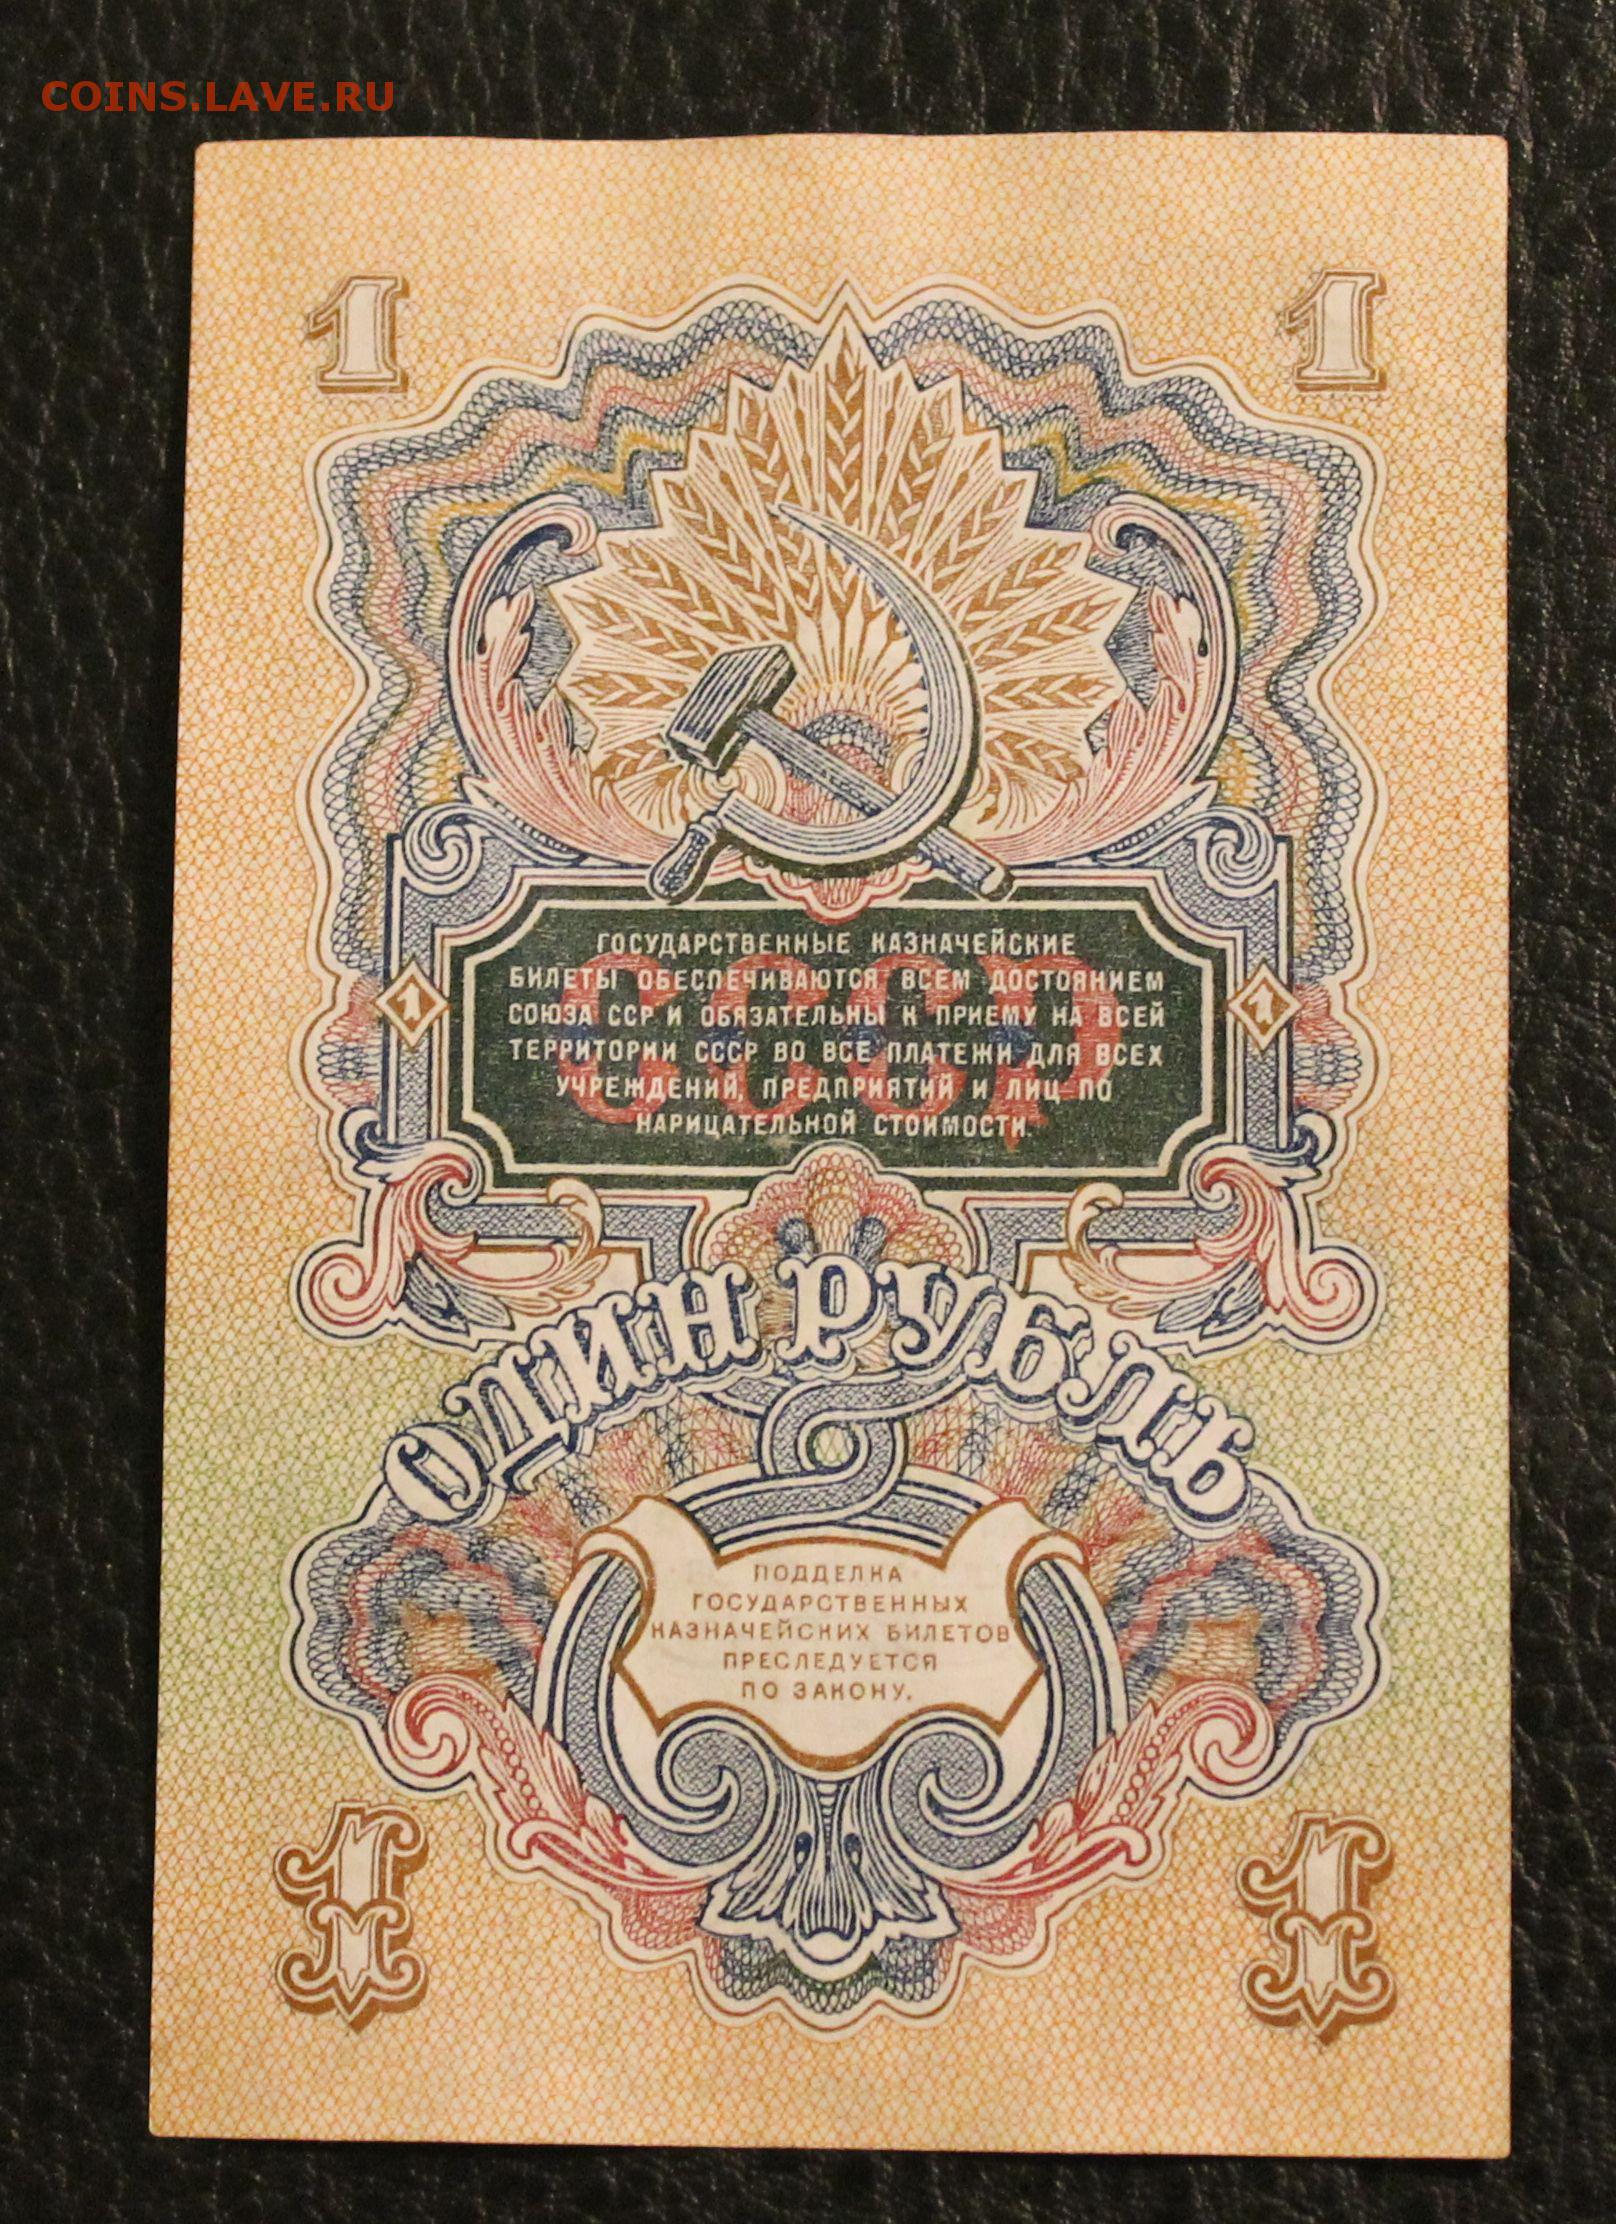 COINS.LAVE.RU
1 1
ГОСУДАРСТВЕННЫЕ КАЗНАЧЕЙСКИЕ
БИЛЕТЫ ОБЕСПЕЧИВАЮТСЯ ВСЕМ ДОСТОЯНИЕМ
СОЮЗА ССР И ОБЯЗАТЕЛЬНЫ К ПРИЕМУ НА ВСЕЙ
ТЕРРИТОРИИ СССР ВО ВСЕ ПЛАТЕЖИ ДЛЯ ВСЕХ
УЧРЕЖДЕНИЙ, ПРЕДПРИЯТИЙ И ЛИЦ ПО
НАРИЦАТЕЛЬНОЙ СТОИМОСТИ.
СССР
1 1
ОДИН РУБЛЬ
ПОДДЕЛКА
ГОСУДАРСТВЕННЫХ
КАЗНАЧЕЙСКИХ БИЛЕТОВ
ПРЕСЛЕДУЕТСЯ
ПО ЗАКОНУ.
1 1